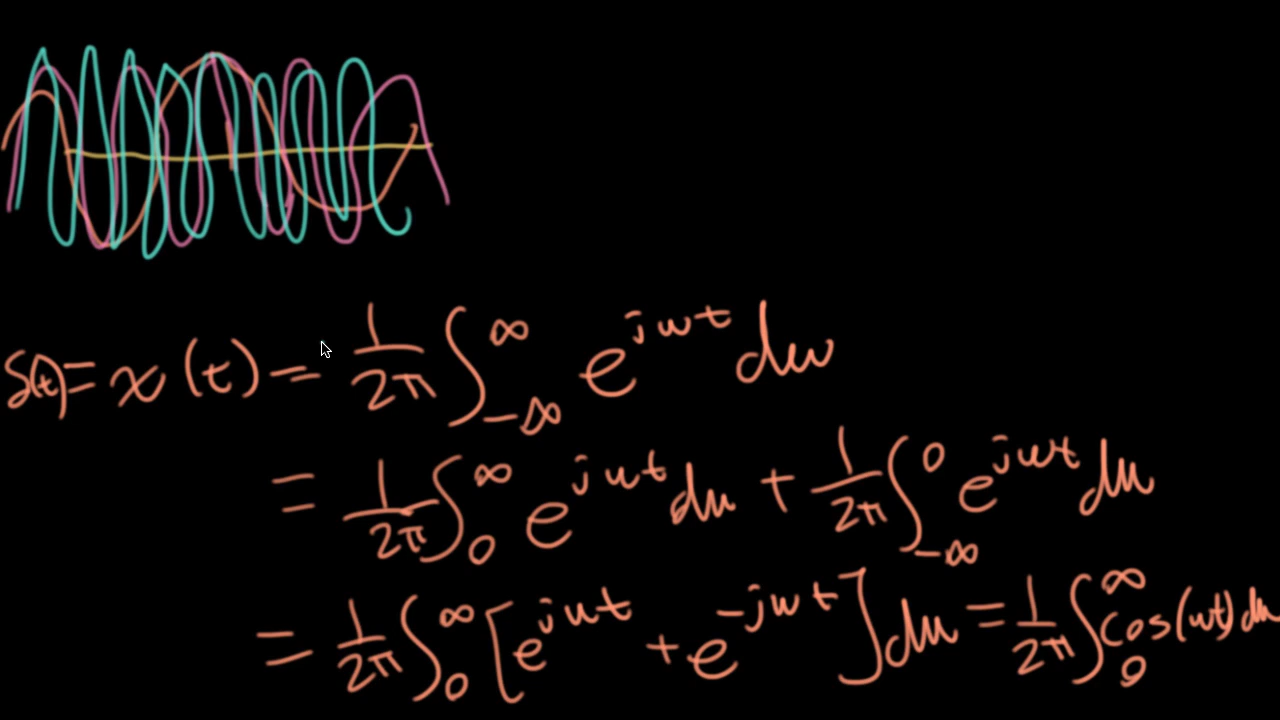 δ(t) = x(t) = 1/2π ∫_{-∞}^{∞} e^{jωt} dω
= 1/2π ∫_0^∞ e^{jωt} dω + 1/2π ∫_{-∞}^0 e^{jωt} dω
= 1/2π ∫_0^∞ [e^{jωt} + e^{-jωt}] dω = 1/2π ∫_0^∞ cos(ωt) dω